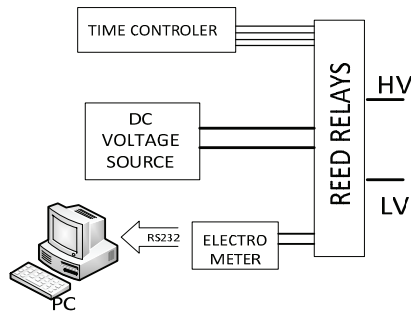 TIME CONTROLER
DC
VOLTAGE
SOURCE
REED RELAYS
HV
LV
RS232
ELECTRO
METER
PC